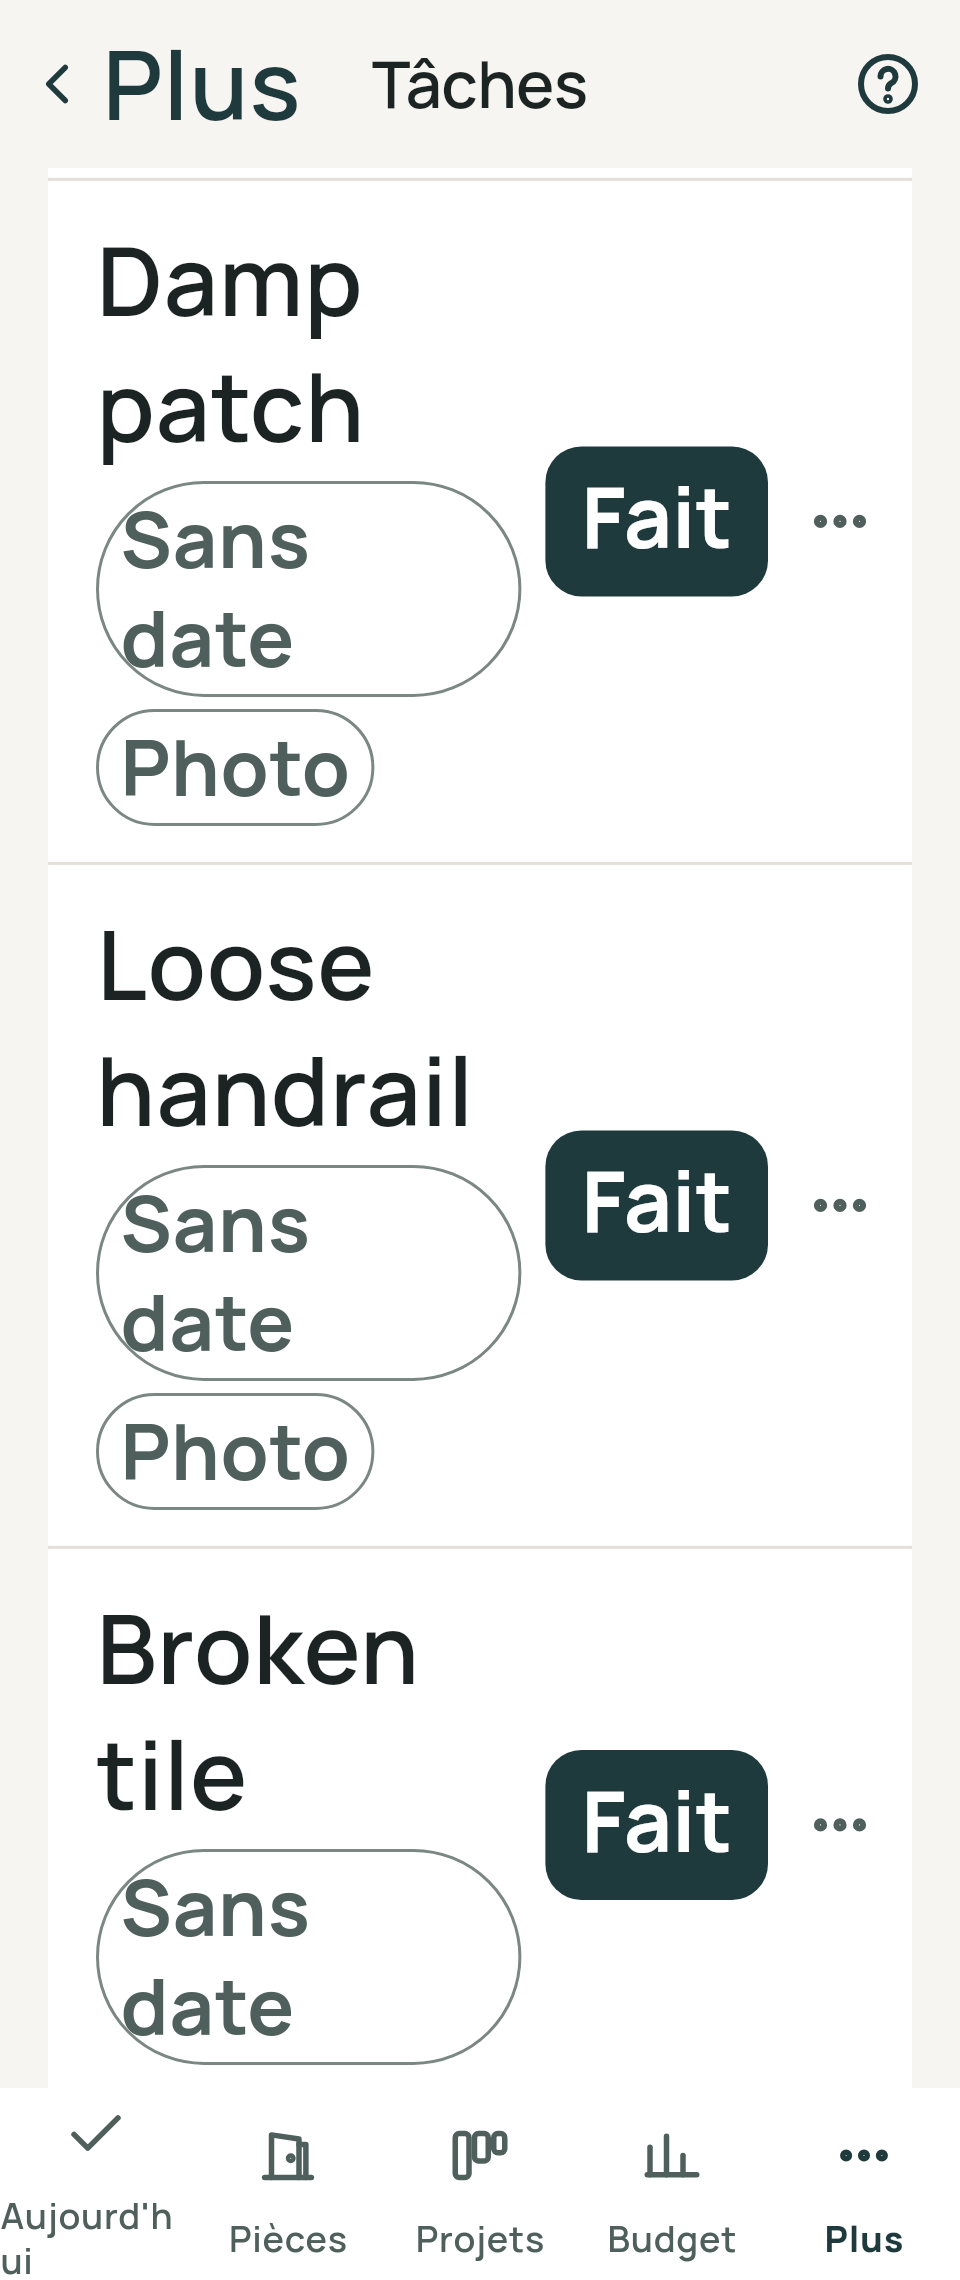 Plus Tâches
Damp
patch
Sans
date
Fait
Photo
Loose
handrail
Sans
date
Fait
Photo
Broken
tile
Sans
date
Fait
Aujourd'h
ui
Pièces
Projets
Budget
Plus